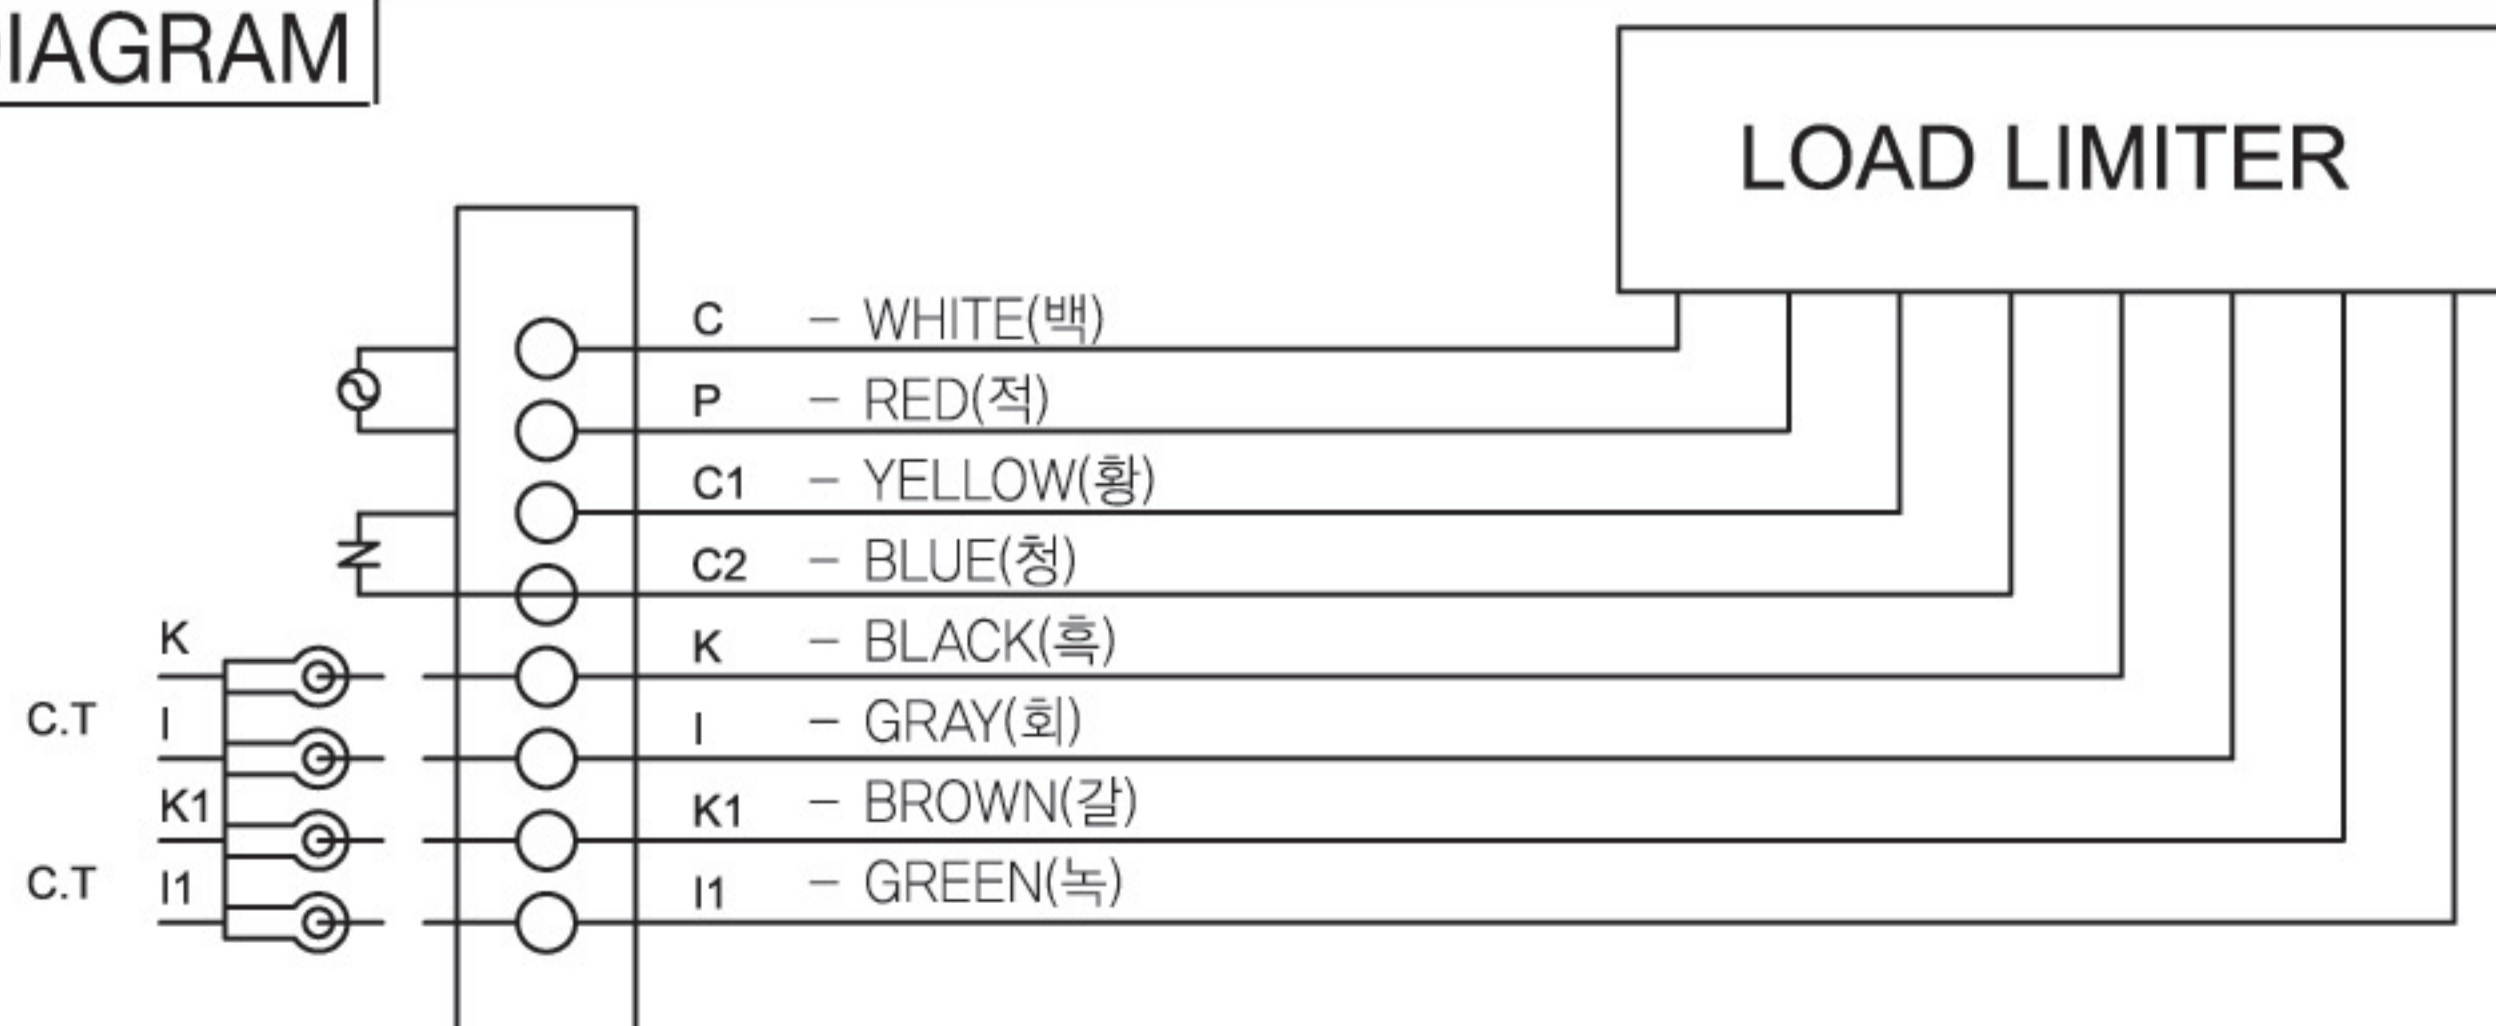 DIAGRAM
LOAD LIMITER
C – WHITE(백)
P – RED(적)
C1 – YELLOW(황)
C2 – BLUE(청)
K
K – BLACK(흑)
C.T
I
I – GRAY(회)
K1
K1 – BROWN(갈)
C.T
I1
I1 – GREEN(녹)